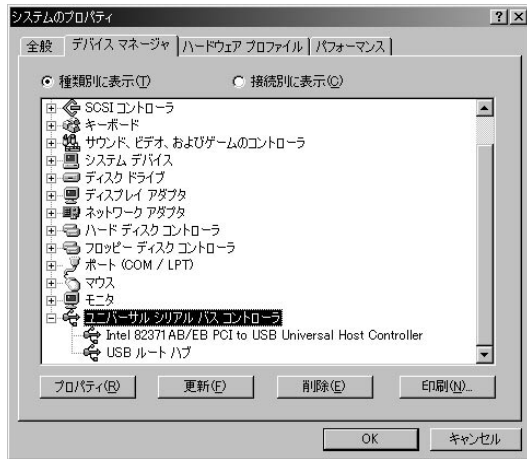 システムのプロパティ
全般 デバイス マネージャ ハードウェア プロファイル パフォーマンス
種類別に表示(T) 接続別に表示(C)
SCSI コントローラ
キーボード
サウンド、ビデオ、およびゲームのコントローラ
システム デバイス
ディスク ドライブ
ディスプレイ アダプタ
ネットワーク アダプタ
ハード ディスク コントローラ
フロッピー ディスク コントローラ
ポート (COM / LPT)
マウス
モニタ
ユニバーサル シリアル バス コントローラ
Intel 82371AB/EB PCI to USB Universal Host Controller
USB ルート ハブ
プロパティ(R) 更新(F) 削除(E) 印刷(N)...
OK キャンセル